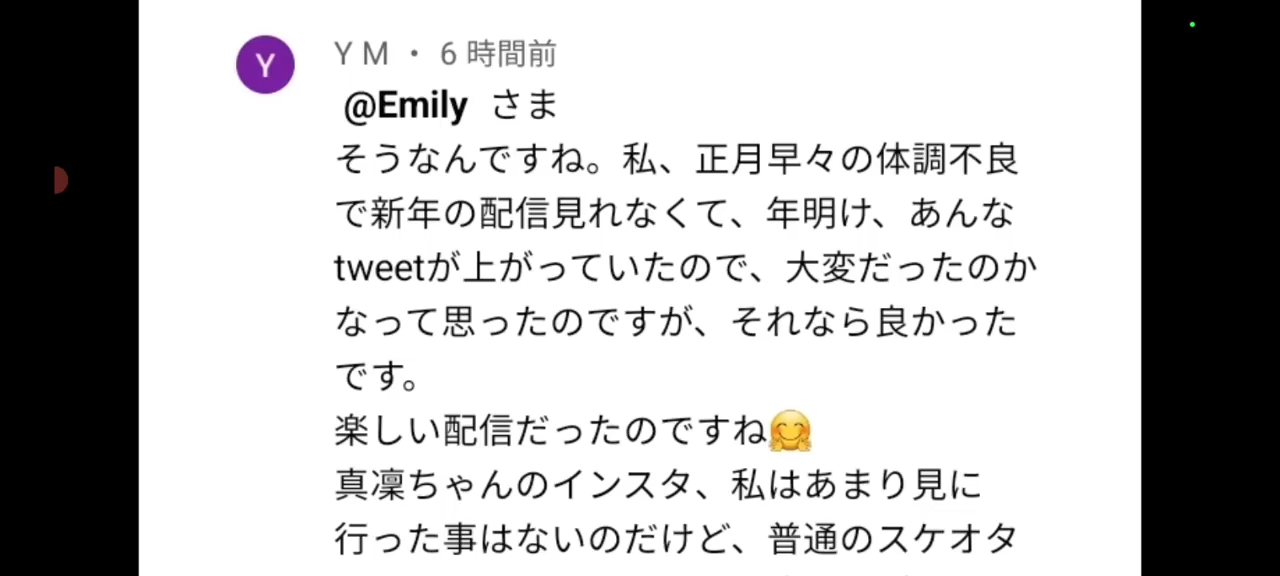 Y
Y M ・ 6 時間前
@Emily さま
そうなんですね。私、正月早々の体調不良
で新年の配信見れなくて、年明け、あんな
tweetが上がっていたので、大変だったのか
なって思ったのですが、それなら良かった
です。
楽しい配信だったのですね🤗
真凜ちゃんのインスタ、私はあまり見に
行った事はないのだけど、普通のスケオタ